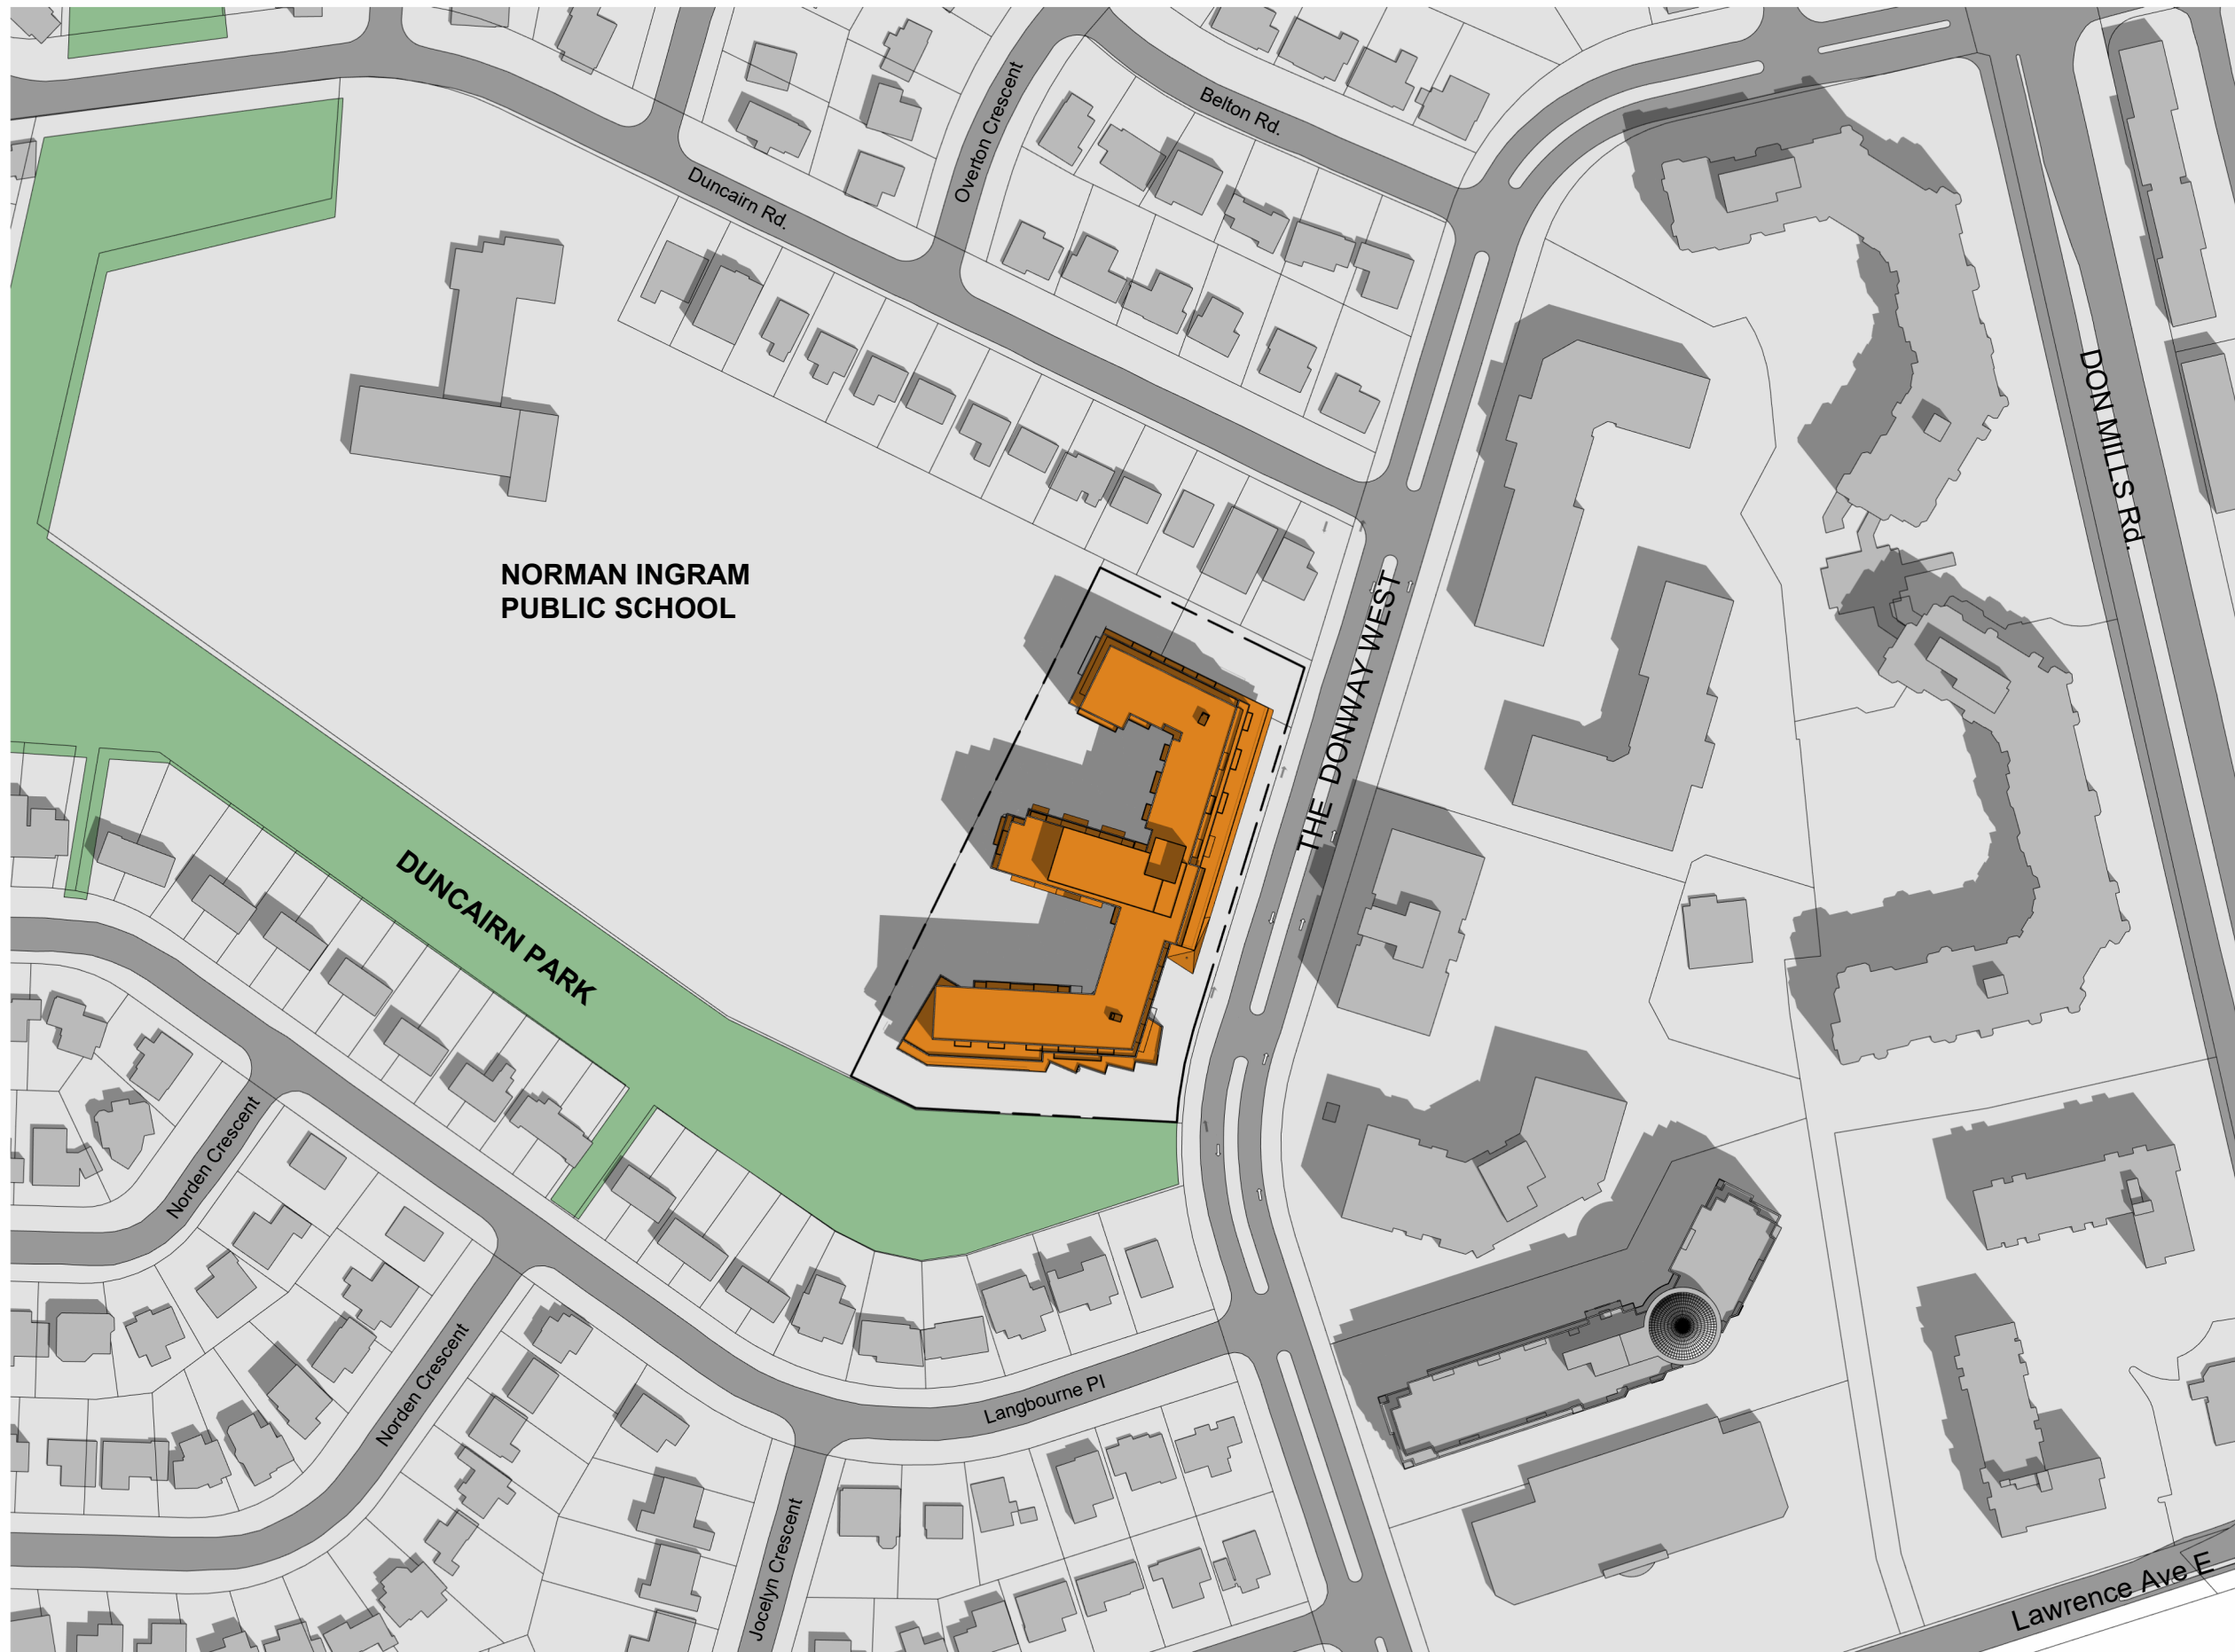 Overton Crescent
Belton Rd.
Duncairn Rd.
DON MILLS Rd.
NORMAN INGRAM
PUBLIC SCHOOL
THE DONWAY WEST
DUNCAIRN PARK
Norden Crescent
Norden Crescent
Langbourne Pl
Jocelyn Crescent
Lawrence Ave E